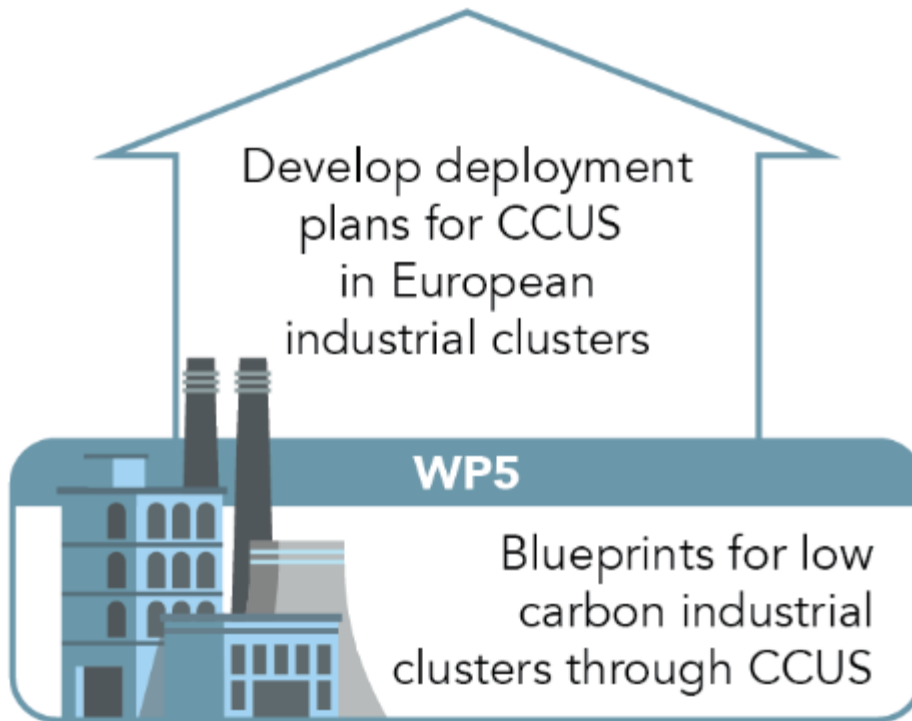 Develop deployment
plans for CCUS
in European
industrial clusters
WP5
Blueprints for low
carbon industrial
clusters through CCUS